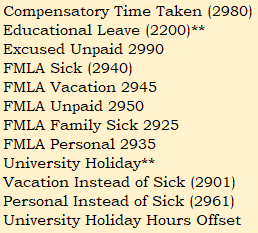 Compensatory Time Taken (2980)
Educational Leave (2200)**
Excused Unpaid 2990
FMLA Sick (2940)
FMLA Vacation 2945
FMLA Unpaid 2950
FMLA Family Sick 2925
FMLA Personal 2935
University Holiday**
Vacation Instead of Sick (2901)
Personal Instead of Sick (2961)
University Holiday Hours Offset